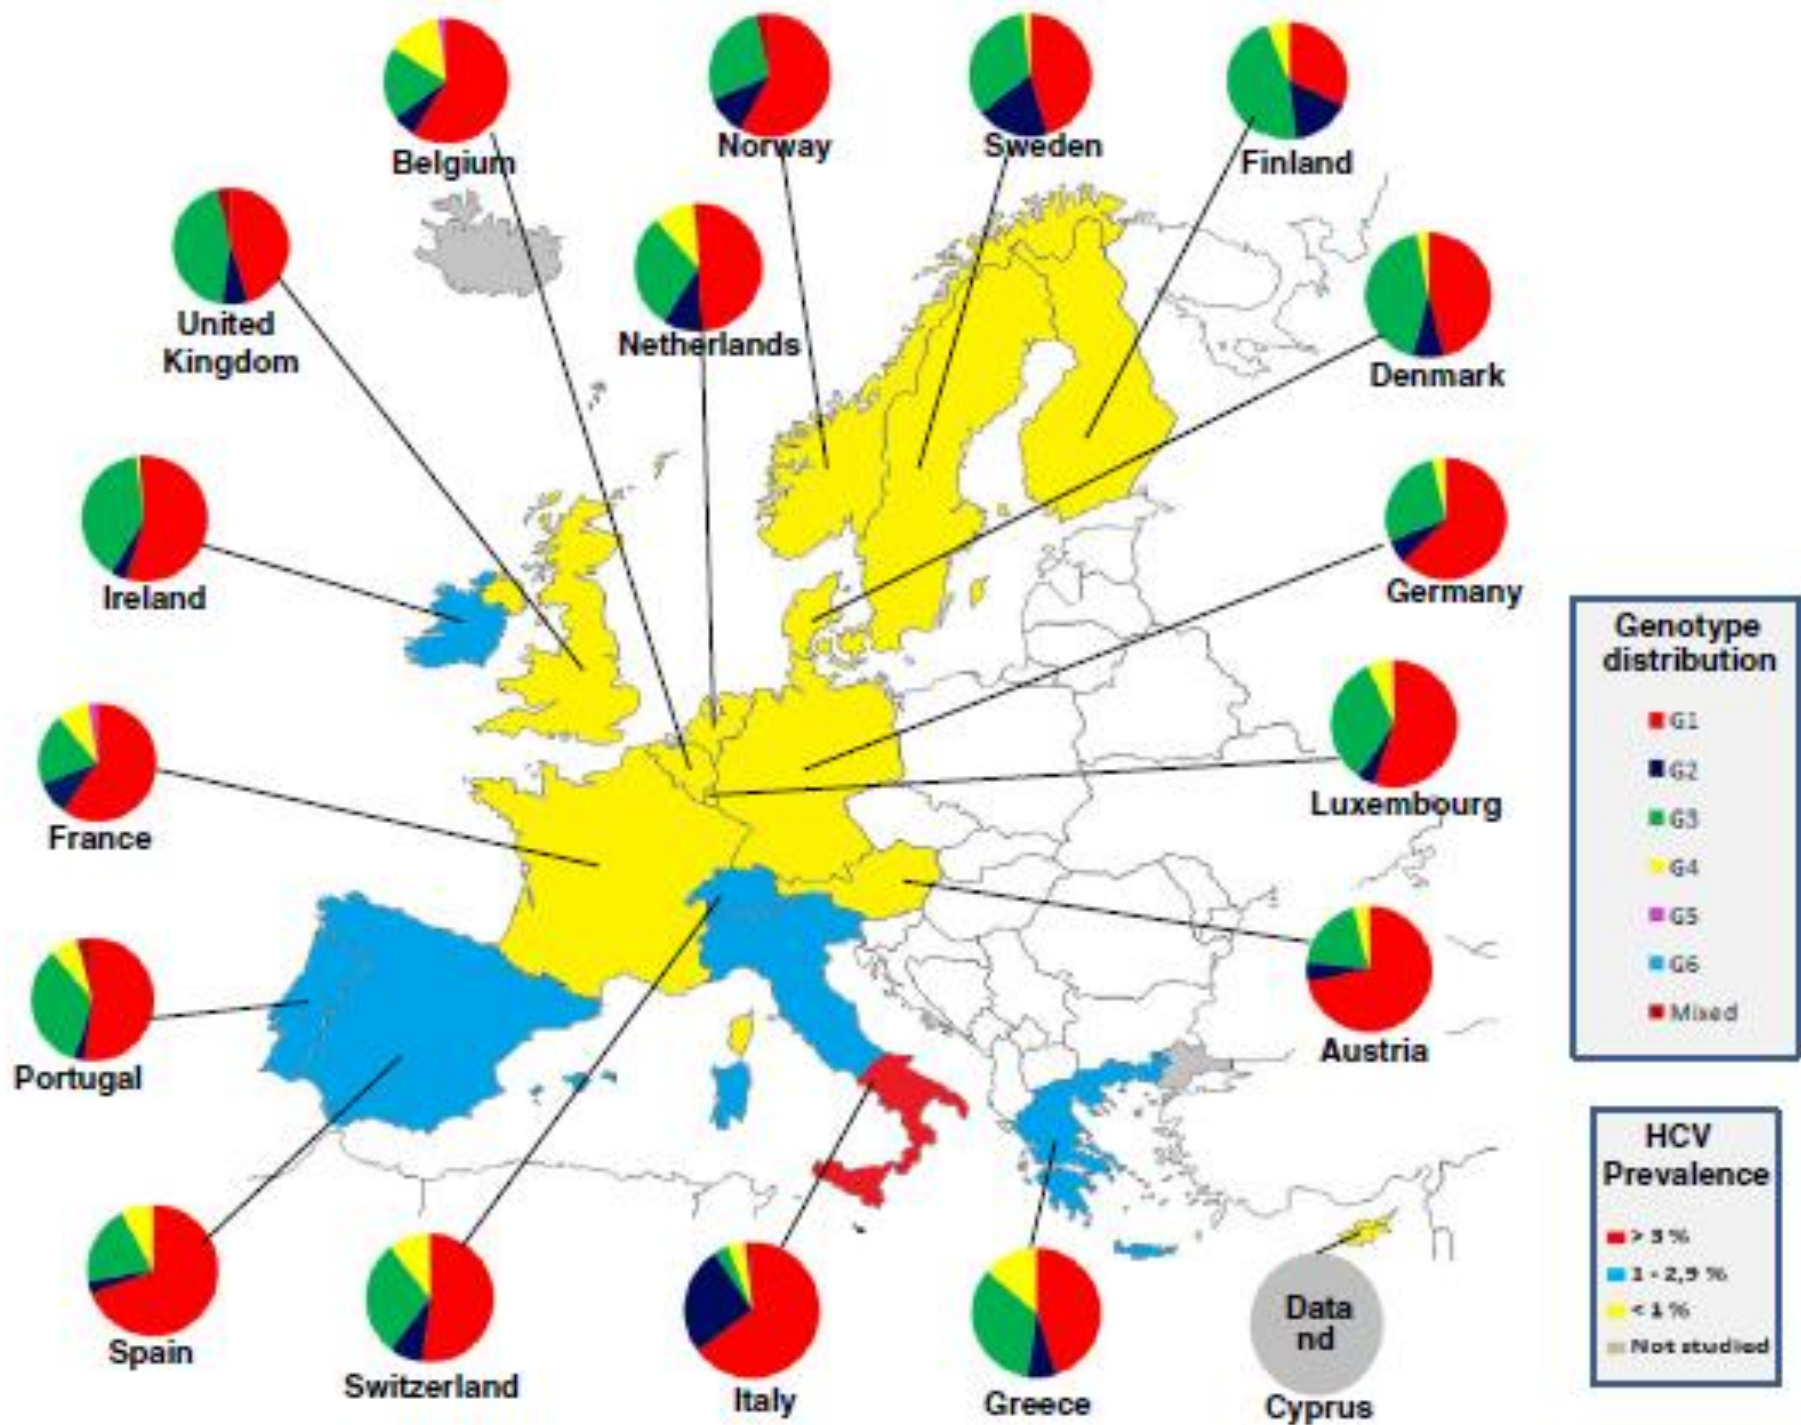 Belgium
Norway
Sweden
Finland
United
Kingdom
Netherlands
Denmark
Ireland
Germany
France
Luxembourg
Portugal
Austria
Spain
Switzerland
Italy
Greece
Data
nd
Cyprus
Genotype
distribution
G1
G2
G3
G4
G5
G6
Mixed
HCV
Prevalence
> 3 %
1 - 2,9 %
< 1 %
Not studied